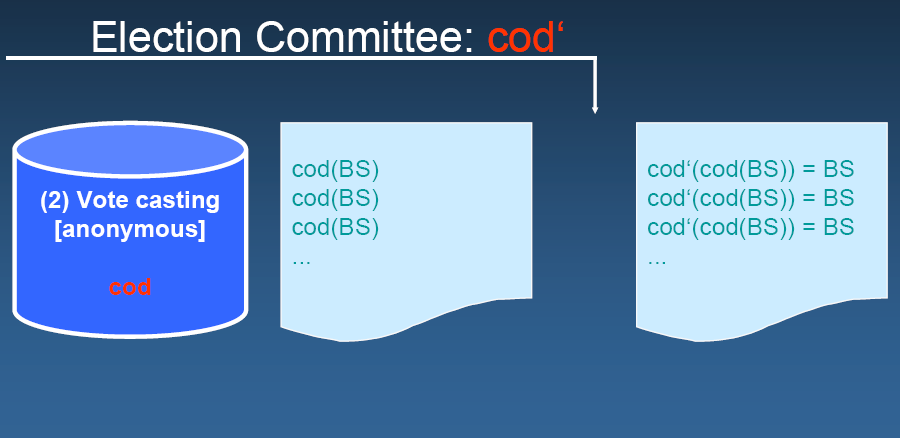 Election Committee: cod‘
(2) Vote casting
[anonymous]
cod
cod(BS)
cod(BS)
cod(BS)
...
cod‘(cod(BS)) = BS
cod‘(cod(BS)) = BS
cod‘(cod(BS)) = BS
...